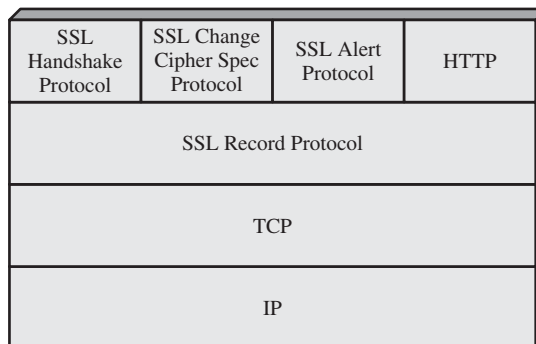 SSL
Handshake
Protocol
SSL Change
Cipher Spec
Protocol
SSL Alert
Protocol
HTTP
SSL Record Protocol
TCP
IP